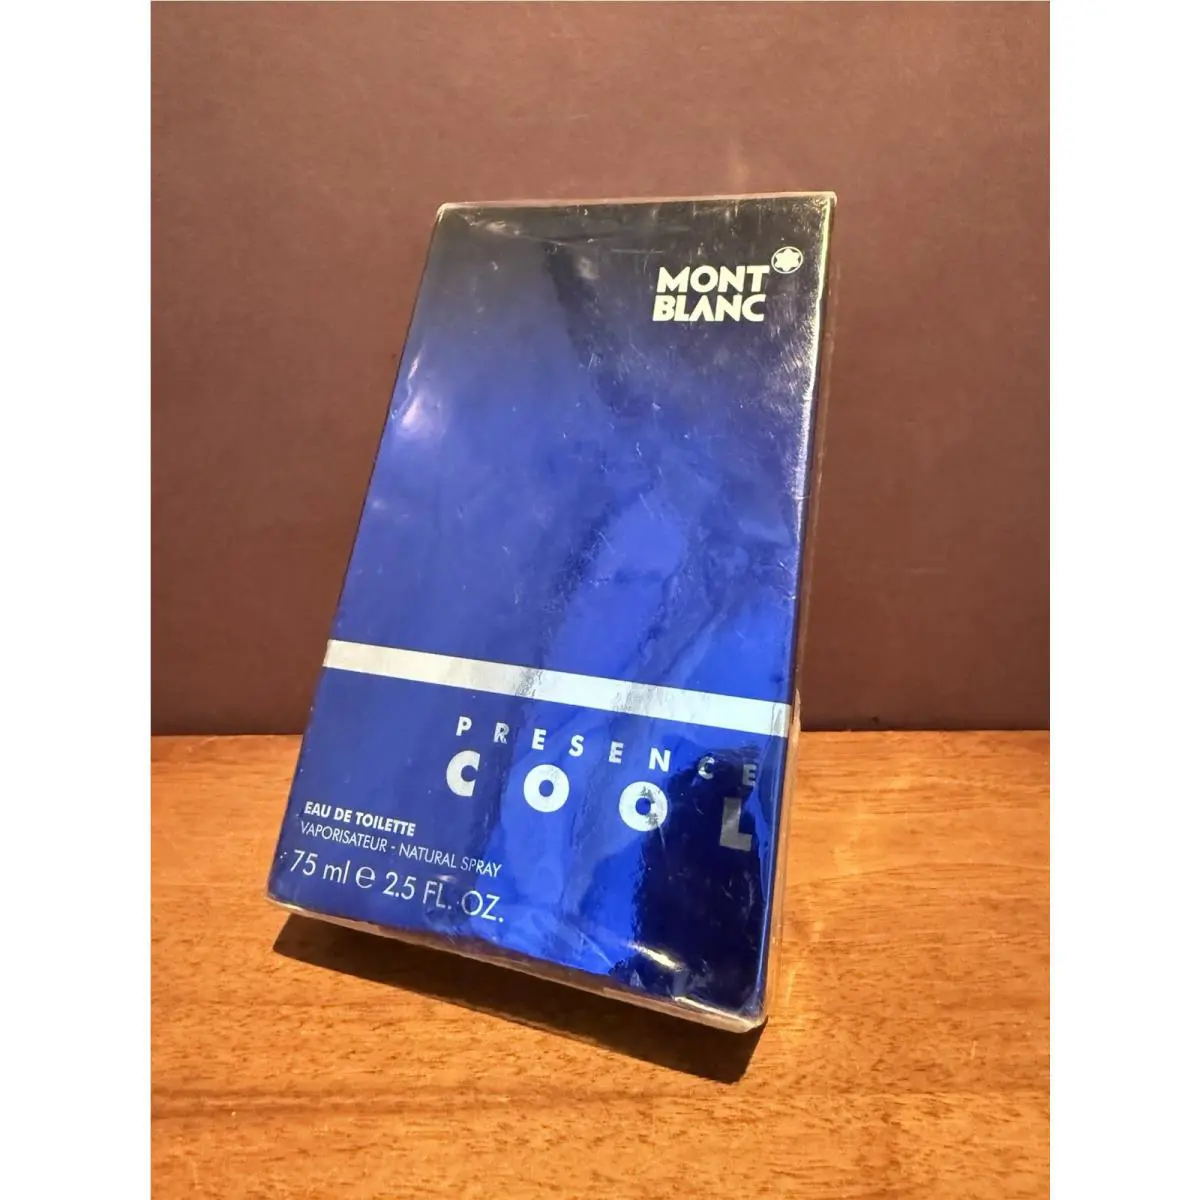 MONT
BLANC
PRESENCE
COOL
EAU DE TOILETTE
VAPORISATEUR - NATURAL SPRAY
75 ml e 2.5 FL. OZ.